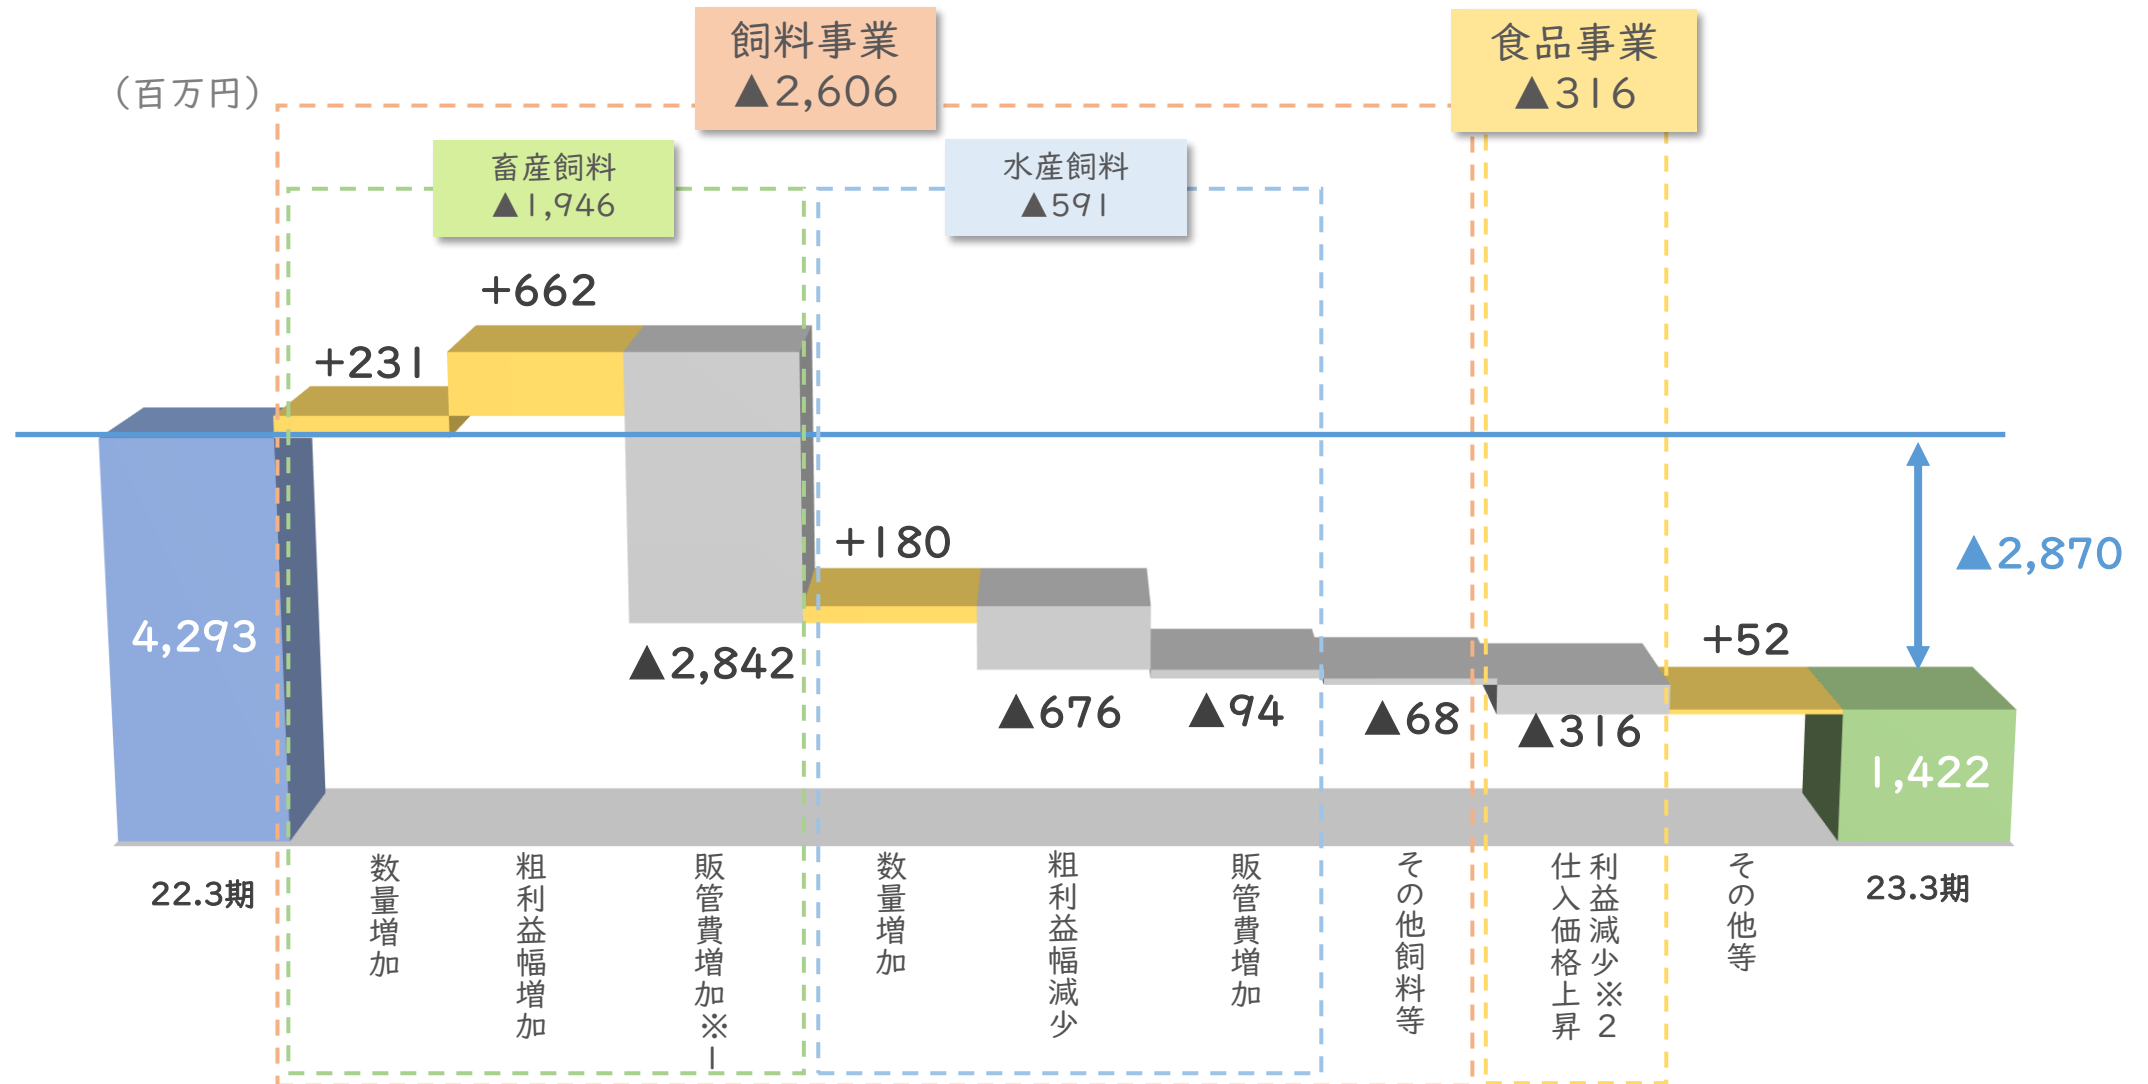 （百万円）
飼料事業
▲2,606
食品事業
▲316
畜産飼料
▲1,946
水産飼料
▲591
+231
+662
▲2,842
+180
▲676
▲94
▲68
▲316
+52
▲2,870
4,293
1,422
22.3期
数量増加
粗利益幅増加
販管費増加※1
数量増加
粗利益幅減少
販管費増加
その他飼料等
利益減少※2
仕入価格上昇
その他等
23.3期